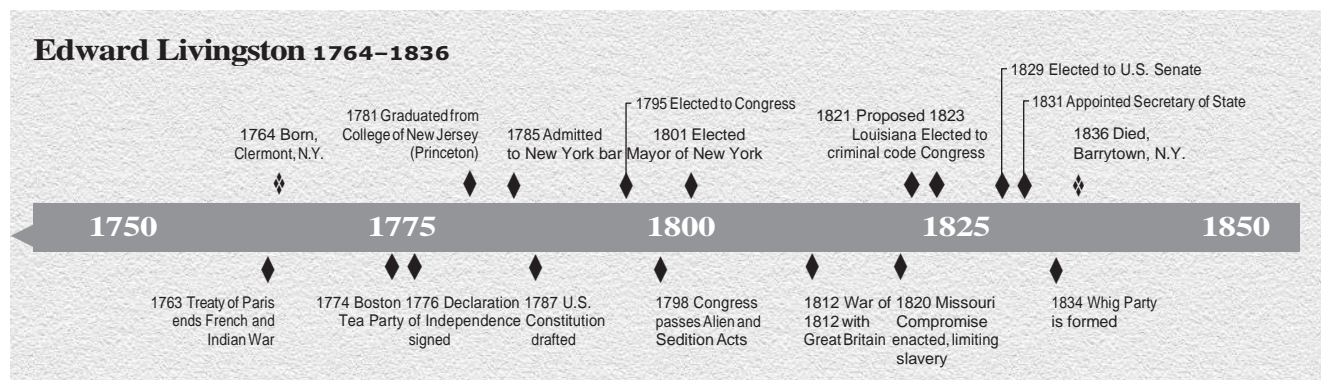 Edward Livingston 1764–1836
1829 Elected to U.S. Senate
1795 Elected to Congress
1831 Appointed Secretary of State
1781 Graduated from
College of New Jersey
(Princeton)
1764 Born,
Clermont, N.Y.
1785 Admitted
to New York bar
1801 Elected
Mayor of New York
1821 Proposed
Louisiana
criminal code
1823
Elected to
Congress
1836 Died,
Barrytown, N.Y.
1750
1775
1800
1825
1850
1763 Treaty of Paris
ends French and
Indian War
1774 Boston
Tea Party
1776 Declaration
of Independence
signed
1787 U.S.
Constitution
drafted
1798 Congress
passes Alien and
Sedition Acts
1812 War of
1812 with
Great Britain
1820 Missouri
Compromise
enacted, limiting
slavery
1834 Whig Party
is formed